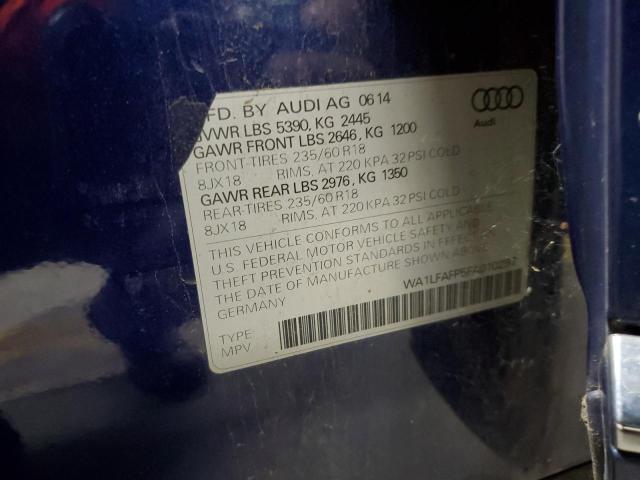 MFD. BY AUDI AG 06 14
GVWR LBS 5390, KG 2445
GAWR FRONT LBS 2646, KG 1200
FRONT-TIRES 235/60 R18
8JX18 RIMS, AT 220 KPA 32 PSI COLD
GAWR REAR LBS 2976, KG 1350
REAR-TIRES 235/60 R18
8JX18 RIMS, AT 220 KPA 32 PSI COLD
THIS VEHICLE CONFORMS TO ALL APPLICABLE
U.S. FEDERAL MOTOR VEHICLE SAFETY AND
THEFT PREVENTION STANDARDS IN EFFECT ON
THE DATE OF MANUFACTURE SHOWN ABOVE.
GERMANY
WA1LFAFP5FA010292
TYPE
MPV
Audi